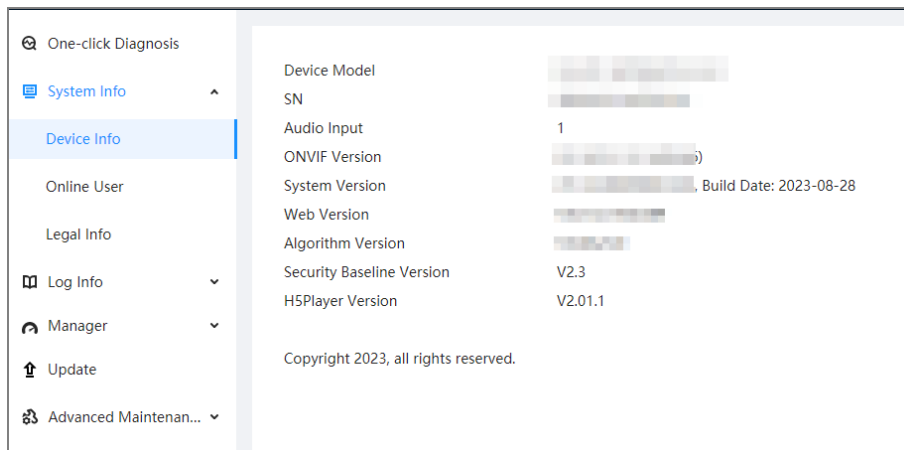 One-click Diagnosis
System Info
Device Info
Online User
Legal Info
Log Info
Manager
Update
Advanced Maintenan...
Device Model
SN
Audio Input 1
ONVIF Version )
System Version , Build Date: 2023-08-28
Web Version
Algorithm Version
Security Baseline Version V2.3
H5Player Version V2.01.1
Copyright 2023, all rights reserved.